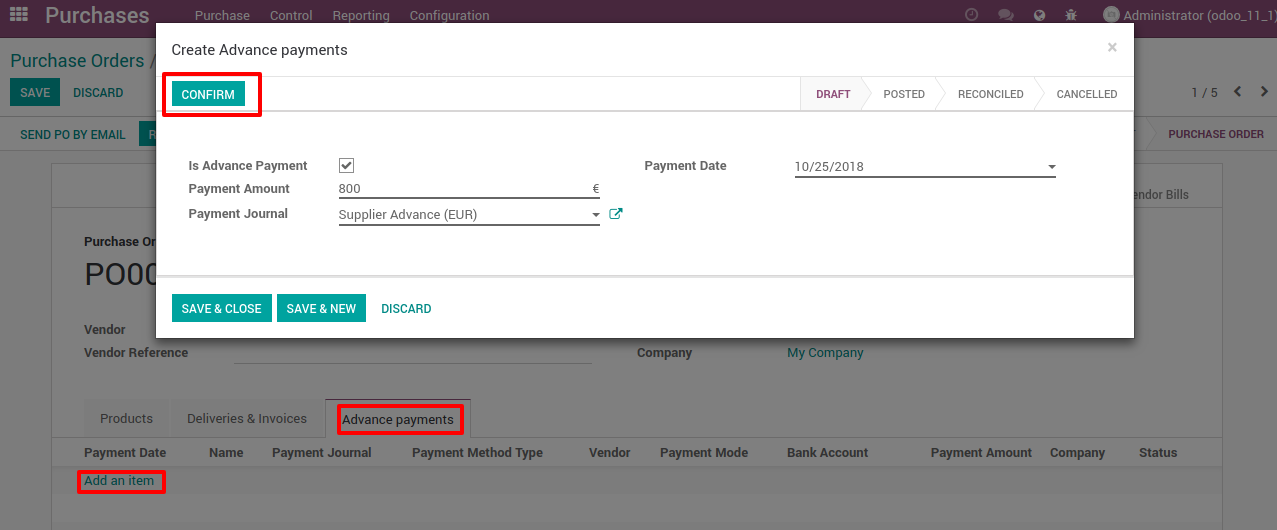 Purchases Purchase Control Reporting Configuration Administrator (odoo_11_1)
Create Advance payments ×
Purchase Orders /
SAVE DISCARD CONFIRM DRAFT POSTED RECONCILED CANCELLED 1 / 5
SEND PO BY EMAIL R PURCHASE ORDER
Is Advance Payment Payment Date 10/25/2018
Payment Amount 800 €
endor Bills
Payment Journal Supplier Advance (EUR)
Purchase Or
PO00
SAVE & CLOSE SAVE & NEW DISCARD
Vendor
Vendor Reference Company My Company
Products Deliveries & Invoices Advance payments
Payment Date Name Payment Journal Payment Method Type Vendor Payment Mode Bank Account Payment Amount Company Status
Add an item